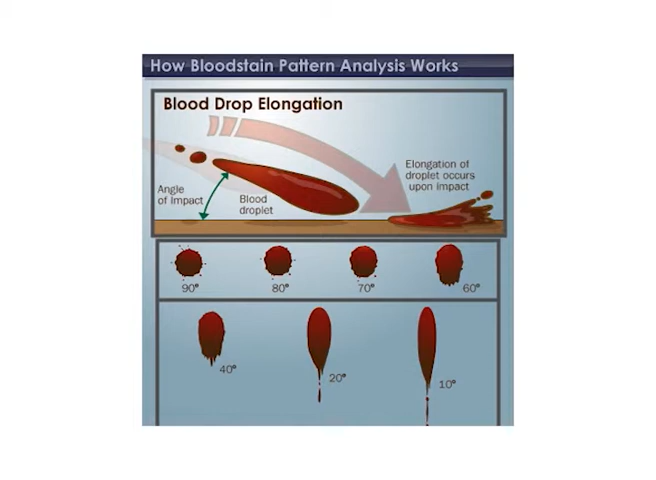 How Bloodstain Pattern Analysis Works
Blood Drop Elongation
Elongation of
droplet occurs
upon impact
Angle
of Impact
Blood
droplet
90°
80°
70°
60°
40°
20°
10°